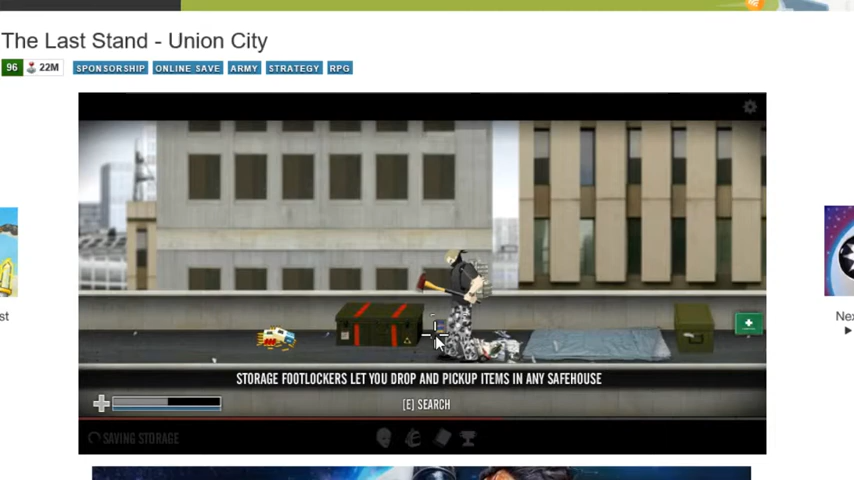 The Last Stand - Union City
96 22M SPONSORSHIP ONLINE SAVE ARMY STRATEGY RPG
st
Nex
STORAGE FOOTLOCKERS LET YOU DROP AND PICKUP ITEMS IN ANY SAFEHOUSE
[E] SEARCH
SAVING STORAGE